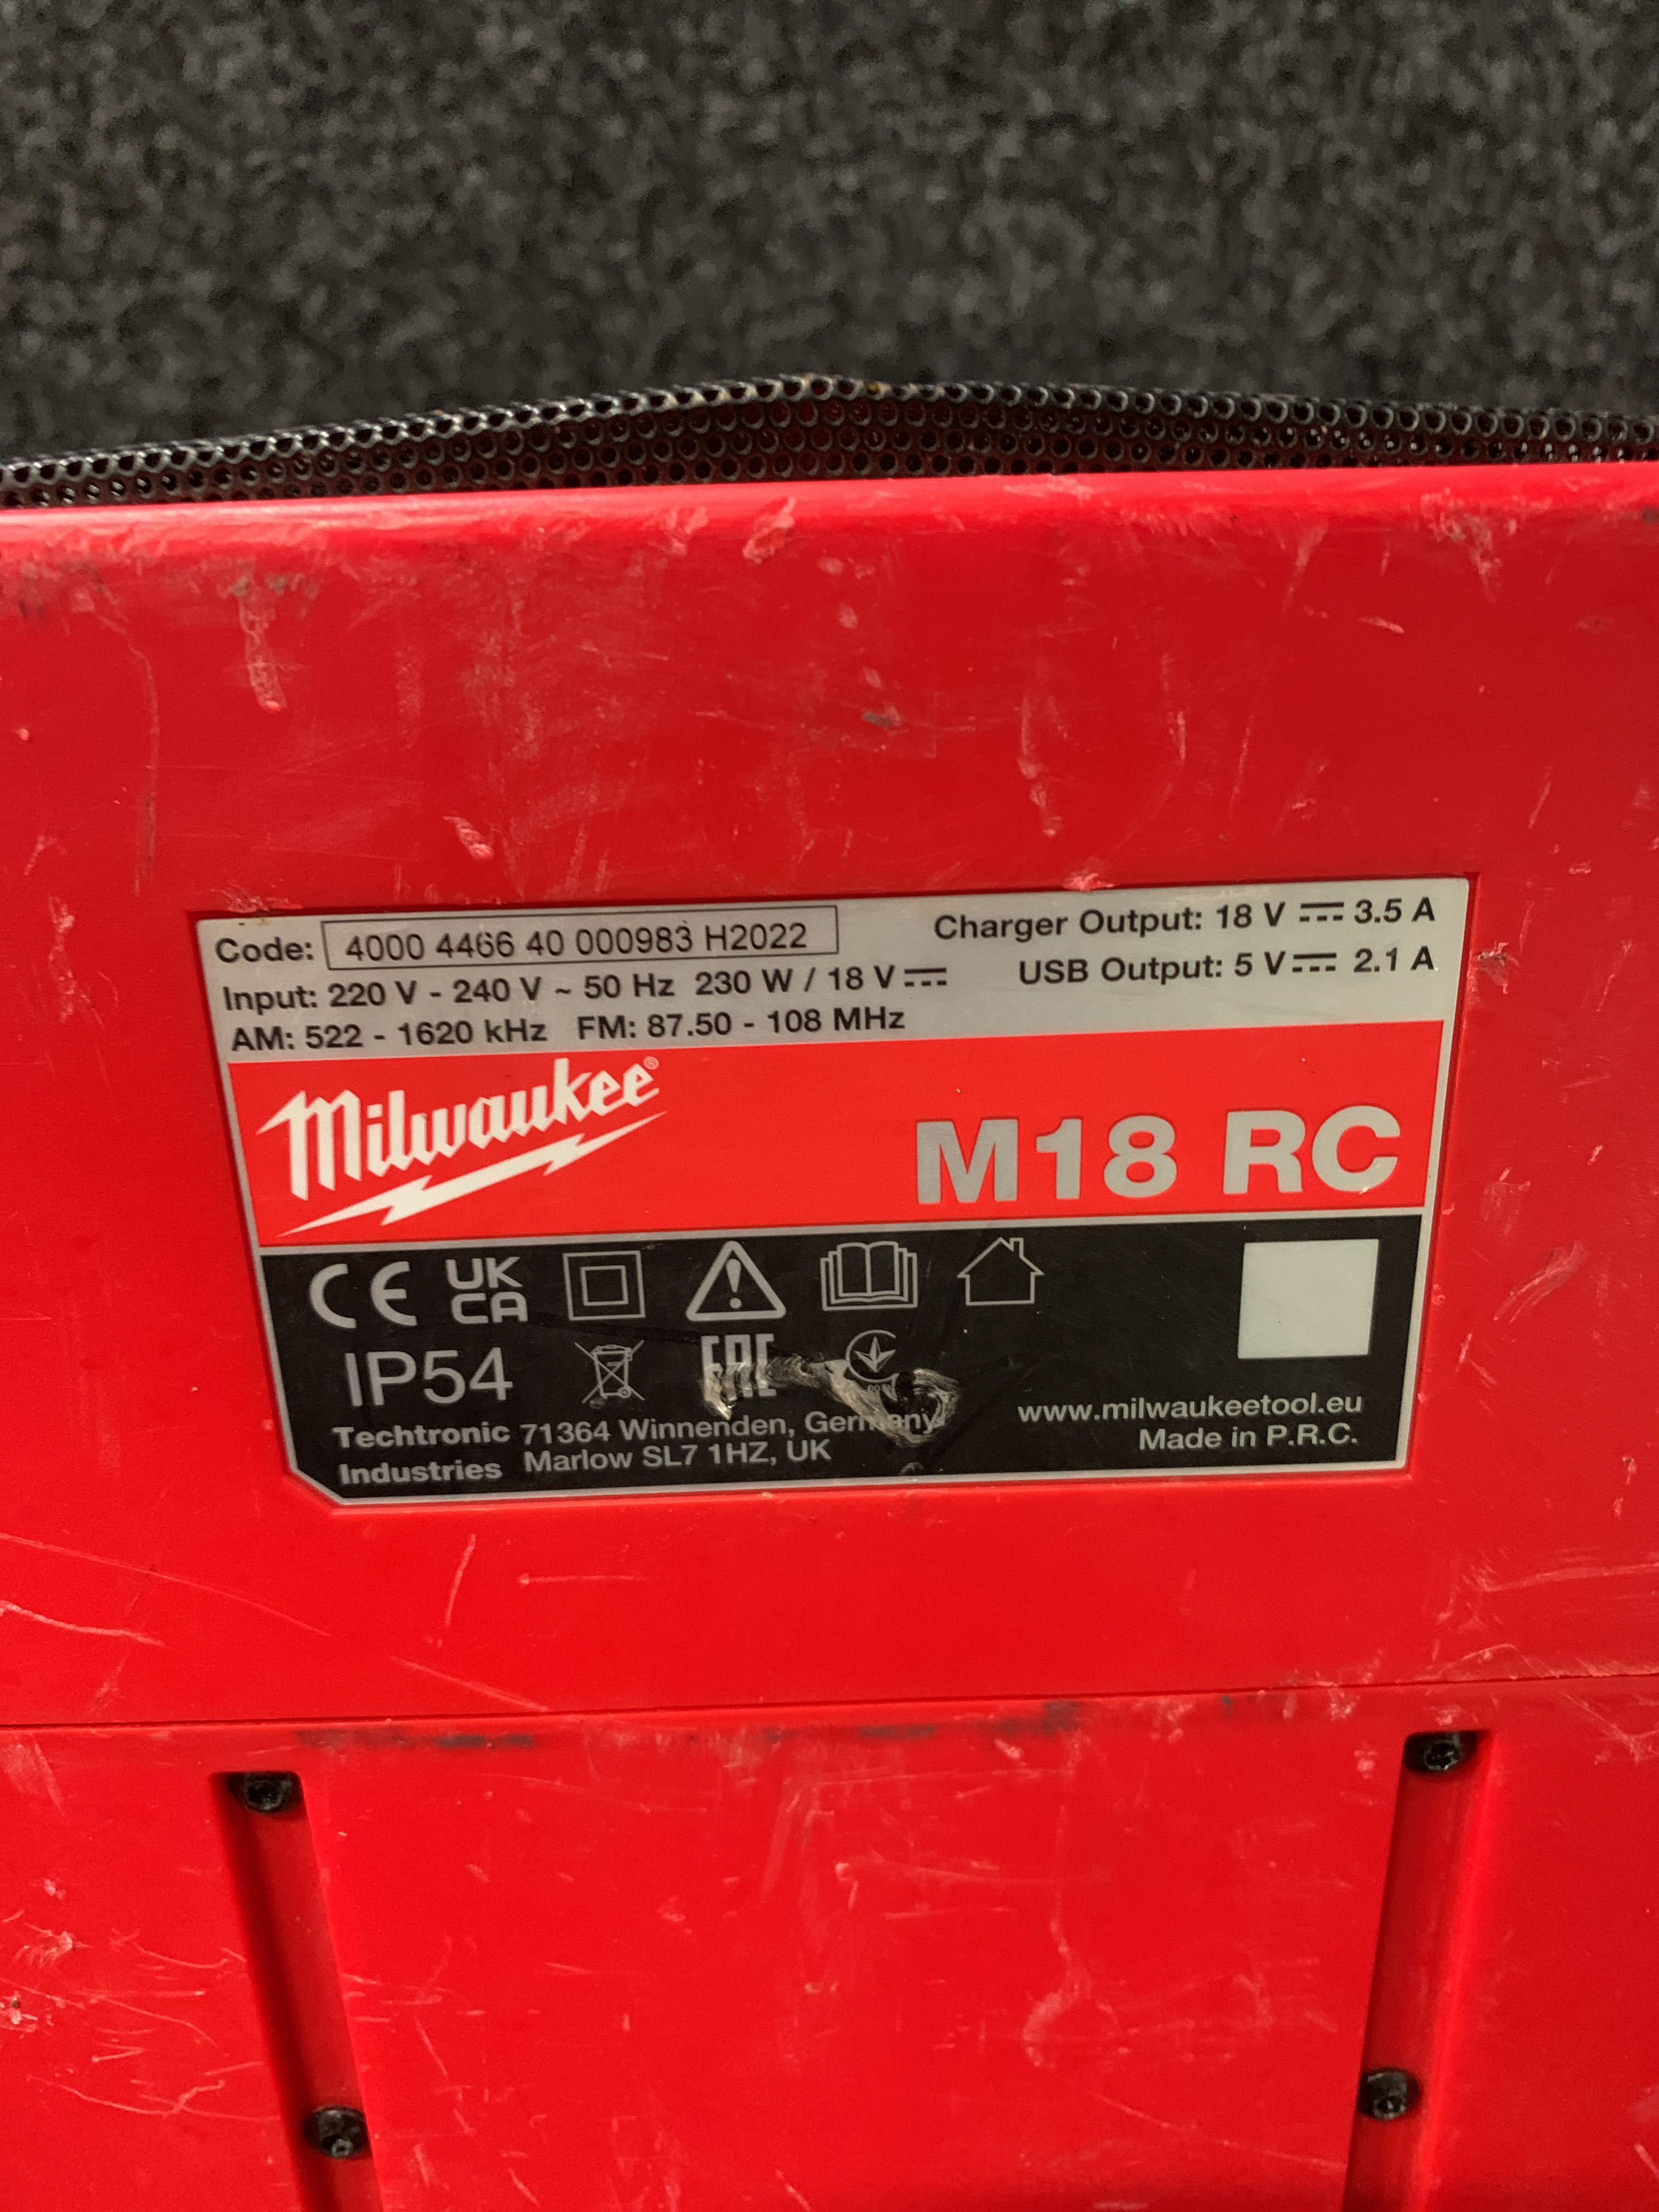 Code: 4000 4466 40 000983 H2022
Charger Output: 18 V ⎓ 3.5 A
Input: 220 V - 240 V ~ 50 Hz 230 W / 18 V ⎓
USB Output: 5 V ⎓ 2.1 A
AM: 522 - 1620 kHz FM: 87.50 - 108 MHz
Milwaukee®
M18 RC
CE UK CA
IP54
EAC
Techtronic Industries
71364 Winnenden, Germany
Marlow SL7 1HZ, UK
www.milwaukeetool.eu
Made in P.R.C.